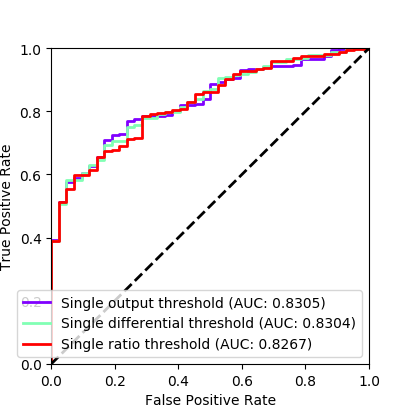 1.0
0.8
0.6
0.4
0.2
0.0
True Positive Rate
Single output threshold (AUC: 0.8305)
Single differential threshold (AUC: 0.8304)
Single ratio threshold (AUC: 0.8267)
0.0 0.2 0.4 0.6 0.8 1.0
False Positive Rate